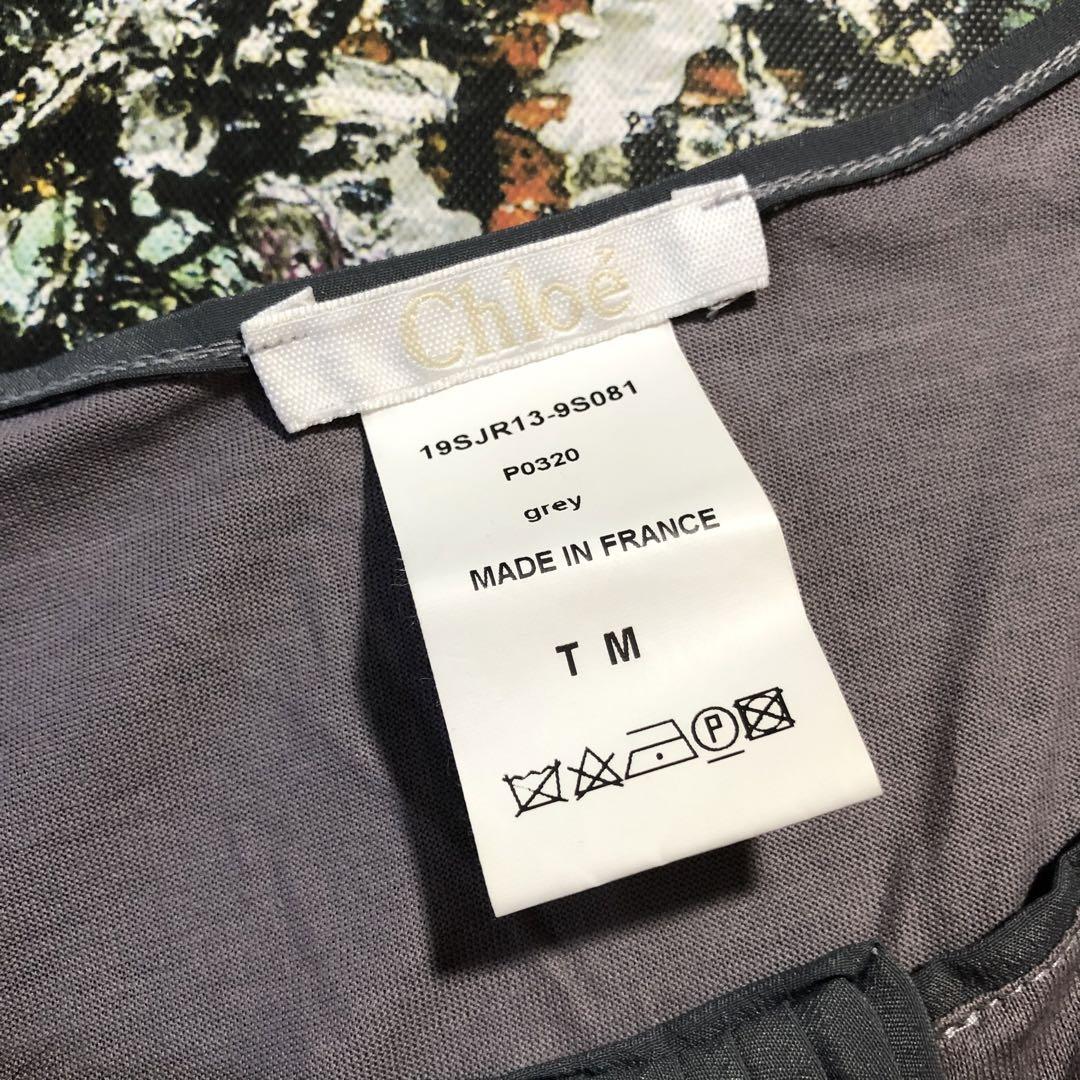 Chloé
19SJR13-9S081
P0320
grey
MADE IN FRANCE
T M
P